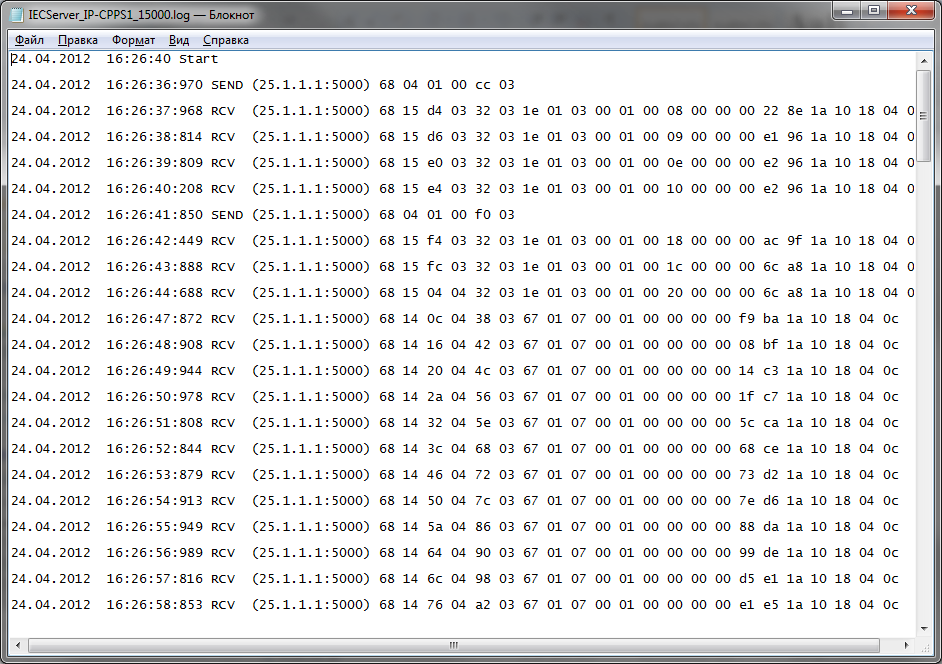 IECServer_IP-CPPS1_15000.log — Блокнот
Файл Правка Формат Вид Справка
24.04.2012 16:26:40 Start
24.04.2012 16:26:36:970 SEND (25.1.1.1:5000) 68 04 01 00 cc 03
24.04.2012 16:26:37:968 RCV (25.1.1.1:5000) 68 15 d4 03 32 03 1e 01 03 00 01 00 08 00 00 00 22 8e 1a 10 18 04 0
24.04.2012 16:26:38:814 RCV (25.1.1.1:5000) 68 15 d6 03 32 03 1e 01 03 00 01 00 09 00 00 00 e1 96 1a 10 18 04 0
24.04.2012 16:26:39:809 RCV (25.1.1.1:5000) 68 15 e0 03 32 03 1e 01 03 00 01 00 0e 00 00 00 e2 96 1a 10 18 04 0
24.04.2012 16:26:40:208 RCV (25.1.1.1:5000) 68 15 e4 03 32 03 1e 01 03 00 01 00 10 00 00 00 e2 96 1a 10 18 04 0
24.04.2012 16:26:41:850 SEND (25.1.1.1:5000) 68 04 01 00 f0 03
24.04.2012 16:26:42:449 RCV (25.1.1.1:5000) 68 15 f4 03 32 03 1e 01 03 00 01 00 18 00 00 00 ac 9f 1a 10 18 04 0
24.04.2012 16:26:43:888 RCV (25.1.1.1:5000) 68 15 fc 03 32 03 1e 01 03 00 01 00 1c 00 00 00 6c a8 1a 10 18 04 0
24.04.2012 16:26:44:688 RCV (25.1.1.1:5000) 68 15 04 04 32 03 1e 01 03 00 01 00 20 00 00 00 6c a8 1a 10 18 04 0
24.04.2012 16:26:47:872 RCV (25.1.1.1:5000) 68 14 0c 04 38 03 67 01 07 00 01 00 00 00 00 f9 ba 1a 10 18 04 0c
24.04.2012 16:26:48:908 RCV (25.1.1.1:5000) 68 14 16 04 42 03 67 01 07 00 01 00 00 00 00 08 bf 1a 10 18 04 0c
24.04.2012 16:26:49:944 RCV (25.1.1.1:5000) 68 14 20 04 4c 03 67 01 07 00 01 00 00 00 00 14 c3 1a 10 18 04 0c
24.04.2012 16:26:50:978 RCV (25.1.1.1:5000) 68 14 2a 04 56 03 67 01 07 00 01 00 00 00 00 1f c7 1a 10 18 04 0c
24.04.2012 16:26:51:808 RCV (25.1.1.1:5000) 68 14 32 04 5e 03 67 01 07 00 01 00 00 00 00 5c ca 1a 10 18 04 0c
24.04.2012 16:26:52:844 RCV (25.1.1.1:5000) 68 14 3c 04 68 03 67 01 07 00 01 00 00 00 00 68 ce 1a 10 18 04 0c
24.04.2012 16:26:53:879 RCV (25.1.1.1:5000) 68 14 46 04 72 03 67 01 07 00 01 00 00 00 00 73 d2 1a 10 18 04 0c
24.04.2012 16:26:54:913 RCV (25.1.1.1:5000) 68 14 50 04 7c 03 67 01 07 00 01 00 00 00 00 7e d6 1a 10 18 04 0c
24.04.2012 16:26:55:949 RCV (25.1.1.1:5000) 68 14 5a 04 86 03 67 01 07 00 01 00 00 00 00 88 da 1a 10 18 04 0c
24.04.2012 16:26:56:989 RCV (25.1.1.1:5000) 68 14 64 04 90 03 67 01 07 00 01 00 00 00 00 99 de 1a 10 18 04 0c
24.04.2012 16:26:57:816 RCV (25.1.1.1:5000) 68 14 6c 04 98 03 67 01 07 00 01 00 00 00 00 d5 e1 1a 10 18 04 0c
24.04.2012 16:26:58:853 RCV (25.1.1.1:5000) 68 14 76 04 a2 03 67 01 07 00 01 00 00 00 00 e1 e5 1a 10 18 04 0c